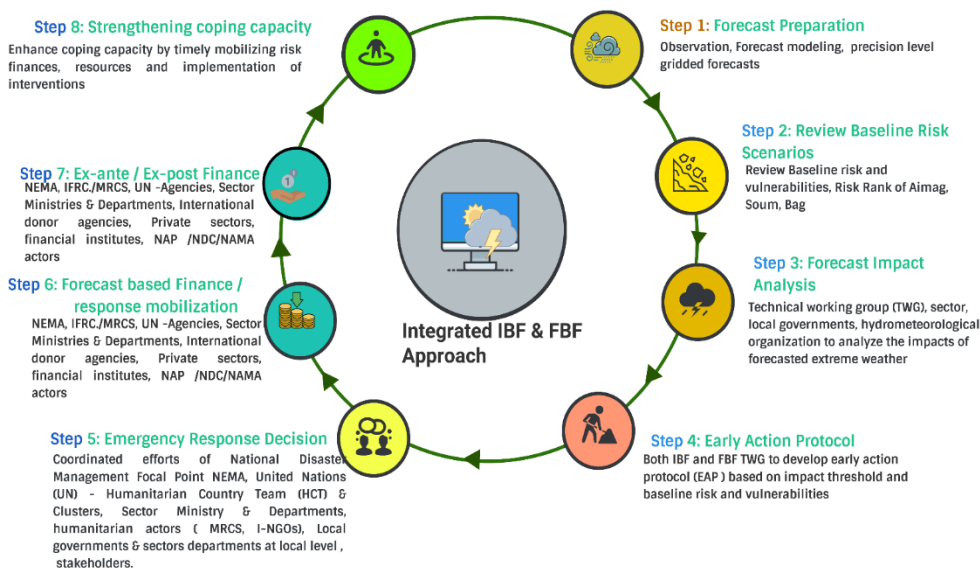 Step 1: Forecast Preparation
Observation, Forecast modeling, precision level
gridded forecasts
Step 2: Review Baseline Risk
Scenarios
Review Baseline risk and
vulnerabilities, Risk Rank of Aimag,
Soum, Bag
Step 3: Forecast Impact
Analysis
Technical working group (TWG), sector,
local governments, hydrometeorological
organization to analyze the impacts of
forecasted extreme weather
Step 4: Early Action Protocol
Both IBF and FBF TWG to develop early action
protocol (EAP ) based on impact threshold and
baseline risk and vulnerabilities
Step 5: Emergency Response Decision
Coordinated efforts of National Disaster
Management Focal Point NEMA, United Nations
(UN) - Humanitarian Country Team (HCT) &
Clusters, Sector Ministry & Departments,
humanitarian actors ( MRCS, I-NGOs), Local
governments & sectors departments at local level ,
stakeholders.
Step 6: Forecast based Finance /
response mobilization
NEMA, IFRC./MRCS, UN -Agencies, Sector
Ministries & Departments, International
donor agencies, Private sectors,
financial institutes, NAP /NDC/NAMA
actors
Step 7: Ex-ante / Ex-post Finance
NEMA, IFRC./MRCS, UN -Agencies, Sector
Ministries & Departments, International
donor agencies, Private sectors,
financial institutes, NAP /NDC/NAMA
actors
Step 8: Strengthening coping capacity
Enhance coping capacity by timely mobilizing risk
finances, resources and implementation of
interventions
Integrated IBF & FBF
Approach